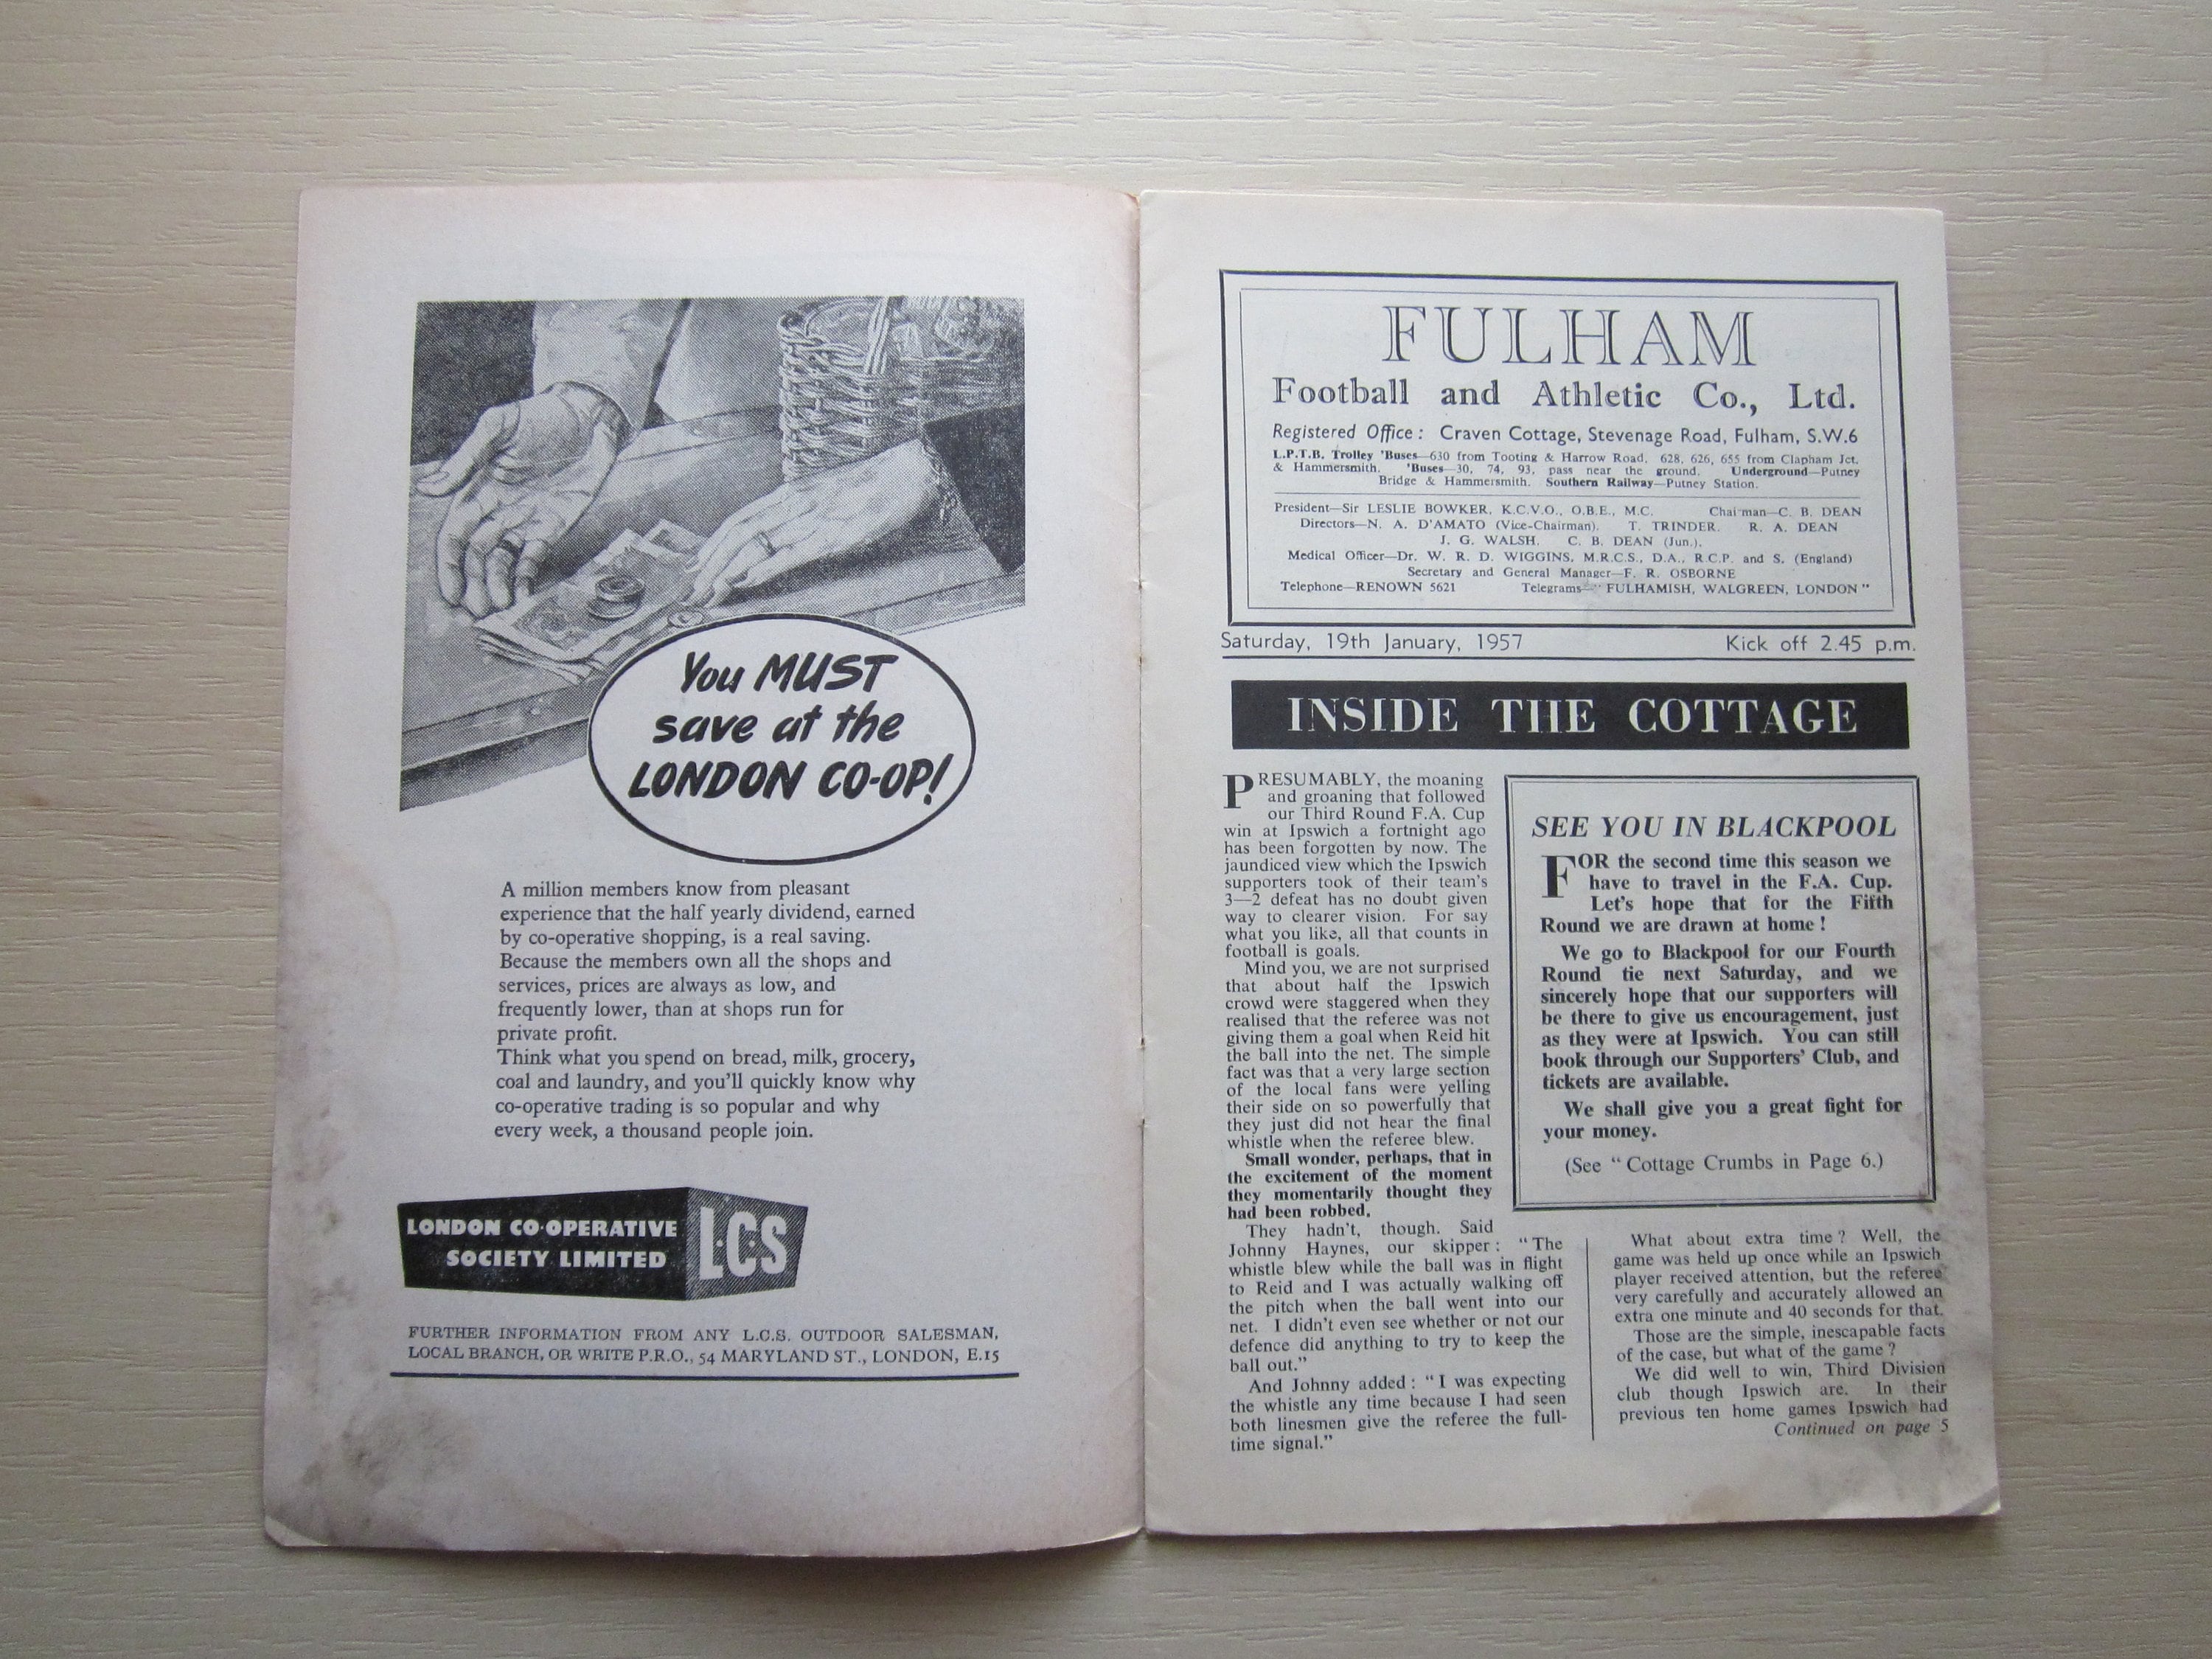 You MUST
save at the
LONDON CO-OP!
A million members know from pleasant
experience that the half yearly dividend, earned
by co-operative shopping, is a real saving.
Because the members own all the shops and
services, prices are always as low, and
frequently lower, than at shops run for
private profit.
Think what you spend on bread, milk, grocery,
coal and laundry, and you'll quickly know why
co-operative trading is so popular and why
every week, a thousand people join.
LONDON CO-OPERATIVE
SOCIETY LIMITED
L·C·S
FURTHER INFORMATION FROM ANY L.C.S. OUTDOOR SALESMAN,
LOCAL BRANCH, OR WRITE P.R.O., 54 MARYLAND ST., LONDON, E.15
FULHAM
Football and Athletic Co., Ltd.
Registered Office: Craven Cottage, Stevenage Road, Fulham, S.W.6
L.P.T.B. Trolley 'Buses—630 from Tooting & Harrow Road, 628, 626, 655 from Clapham Jct.
& Hammersmith. 'Buses—30, 74, 93, pass near the ground. Underground—Putney
Bridge & Hammersmith. Southern Railway—Putney Station.
President—Sir LESLIE BOWKER, K.C.V.O., O.B.E., M.C. Chairman—C. B. DEAN
Directors—N. A. D'AMATO (Vice-Chairman). T. TRINDER. R. A. DEAN
J. G. WALSH. C. B. DEAN (Jun.).
Medical Officer—Dr. W. R. D. WIGGINS, M.R.C.S., D.A., R.C.P. and S. (England)
Secretary and General Manager—F. R. OSBORNE
Telephone—RENOWN 5621 Telegrams—"FULHAMISH, WALGREEN, LONDON"
Saturday, 19th January, 1957 Kick off 2.45 p.m.
INSIDE THE COTTAGE
PRESUMABLY, the moaning
and groaning that followed
our Third Round F.A. Cup
win at Ipswich a fortnight ago
has been forgotten by now. The
jaundiced view which the Ipswich
supporters took of their team's
3—2 defeat has no doubt given
way to clearer vision. For say
what you like, all that counts in
football is goals.
Mind you, we are not surprised
that about half the Ipswich
crowd were staggered when they
realised that the referee was not
giving them a goal when Reid hit
the ball into the net. The simple
fact was that a very large section
of the local fans were yelling
their side on so powerfully that
they just did not hear the final
whistle when the referee blew.
Small wonder, perhaps, that in
the excitement of the moment
they momentarily thought they
had been robbed.
They hadn't, though. Said
Johnny Haynes, our skipper: "The
whistle blew while the ball was in flight
to Reid and I was actually walking off
the pitch when the ball went into our
net. I didn't even see whether or not our
defence did anything to try to keep the
ball out."
And Johnny added: "I was expecting
the whistle any time because I had seen
both linesmen give the referee the full-
time signal."
SEE YOU IN BLACKPOOL
FOR the second time this season we
have to travel in the F.A. Cup.
Let's hope that for the Fifth
Round we are drawn at home!
We go to Blackpool for our Fourth
Round tie next Saturday, and we
sincerely hope that our supporters will
be there to give us encouragement, just
as they were at Ipswich. You can still
book through our Supporters' Club, and
tickets are available.
We shall give you a great fight for
your money.
(See "Cottage Crumbs in Page 6.)
What about extra time? Well, the
game was held up once while an Ipswich
player received attention, but the referee
very carefully and accurately allowed an
extra one minute and 40 seconds for that.
Those are the simple, inescapable facts
of the case, but what of the game?
We did well to win, Third Division
club though Ipswich are. In their
previous ten home games Ipswich had
Continued on page 5